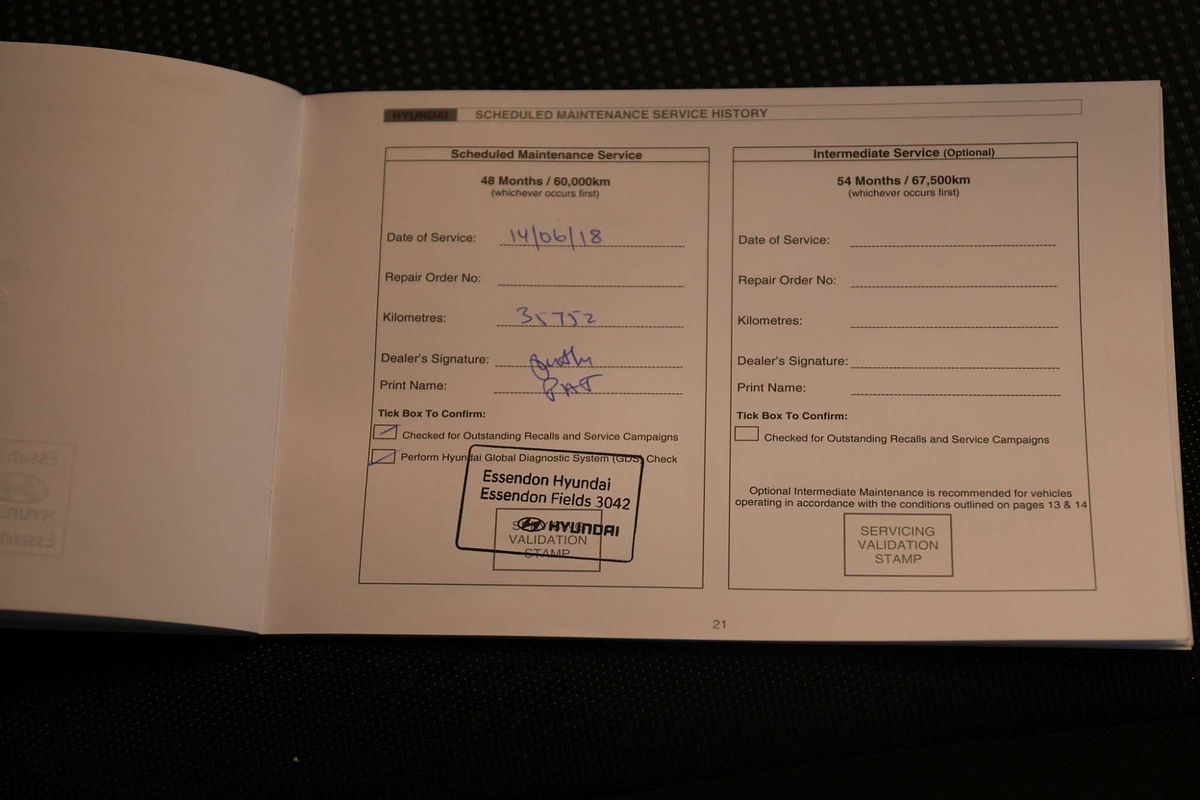 HYUNDAI SCHEDULED MAINTENANCE SERVICE HISTORY
Scheduled Maintenance Service
48 Months / 60,000km
(whichever occurs first)
Date of Service: 14/06/18
Repair Order No:
Kilometres: 35752
Dealer's Signature:
Print Name: PAT
Tick Box To Confirm:
Checked for Outstanding Recalls and Service Campaigns
Perform Hyundai Global Diagnostic System (GDS) Check
Essendon Hyundai
Essendon Fields 3042
HYUNDAI
SERVICING
VALIDATION
STAMP
Intermediate Service (Optional)
54 Months / 67,500km
(whichever occurs first)
Date of Service:
Repair Order No:
Kilometres:
Dealer's Signature:
Print Name:
Tick Box To Confirm:
Checked for Outstanding Recalls and Service Campaigns
Optional Intermediate Maintenance is recommended for vehicles
operating in accordance with the conditions outlined on pages 13 & 14
SERVICING
VALIDATION
STAMP
21